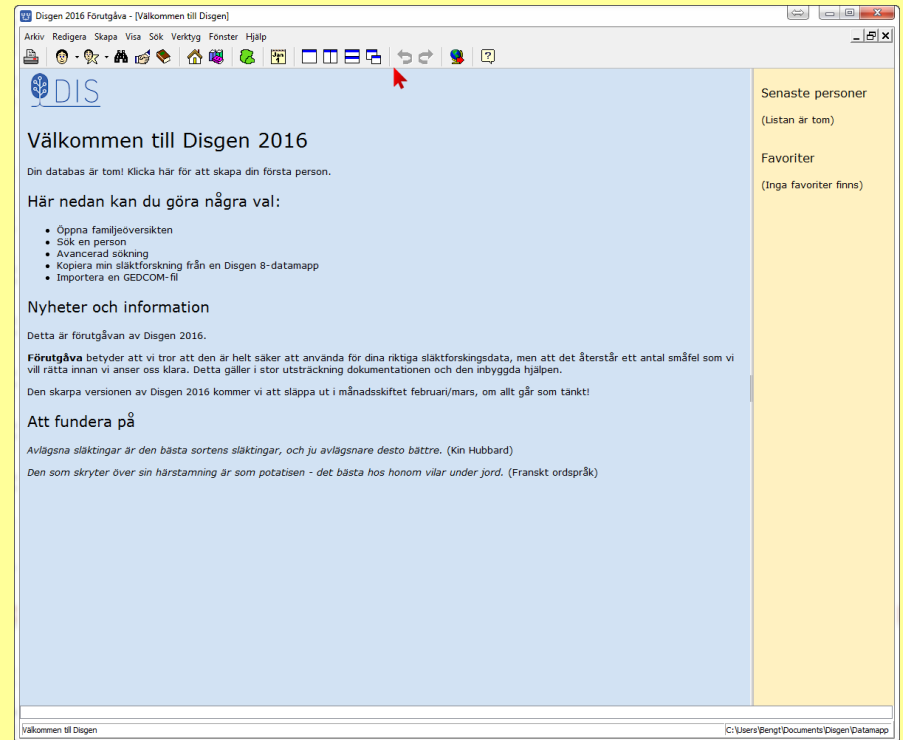 Disgen 2016 Förutgåva - [Välkommen till Disgen]
Arkiv Redigera Skapa Visa Sök Verktyg Fönster Hjälp
DIS
Välkommen till Disgen 2016
Din databas är tom! Klicka här för att skapa din första person.
Här nedan kan du göra några val:
Öppna familjeöversikten
Sök en person
Avancerad sökning
Kopiera min släktforskning från en Disgen 8-datamapp
Importera en GEDCOM-fil
Nyheter och information
Detta är förutgåvan av Disgen 2016.
Förutgåva betyder att vi tror att den är helt säker att använda för dina riktiga släktforskingsdata, men att det återstår ett antal småfel som vi
vill rätta innan vi anser oss klara. Detta gäller i stor utsträckning dokumentationen och den inbyggda hjälpen.
Den skarpa versionen av Disgen 2016 kommer vi att släppa ut i månadsskiftet februari/mars, om allt går som tänkt!
Att fundera på
Avlägsna släktingar är den bästa sortens släktingar, och ju avlägsnare desto bättre. (Kin Hubbard)
Den som skryter över sin härstamning är som potatisen - det bästa hos honom vilar under jord. (Franskt ordspråk)
Senaste personer
(Listan är tom)
Favoriter
(Inga favoriter finns)
Välkommen till Disgen
C:\Users\Bengt\Documents\Disgen\Datamapp